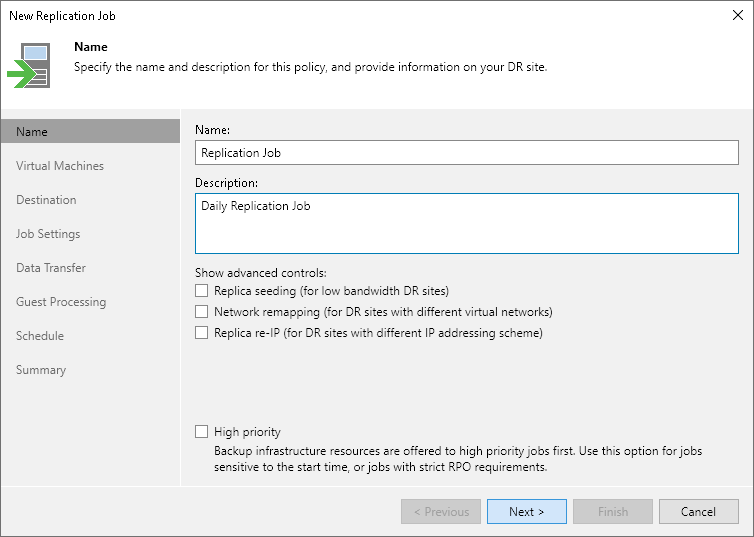 New Replication Job
Name
Specify the name and description for this policy, and provide information on your DR site.
Name
Virtual Machines
Destination
Job Settings
Data Transfer
Guest Processing
Schedule
Summary
Name:
Replication Job
Description:
Daily Replication Job
Show advanced controls:
Replica seeding (for low bandwidth DR sites)
Network remapping (for DR sites with different virtual networks)
Replica re-IP (for DR sites with different IP addressing scheme)
High priority
Backup infrastructure resources are offered to high priority jobs first. Use this option for jobs
sensitive to the start time, or jobs with strict RPO requirements.
< Previous
Next >
Finish
Cancel